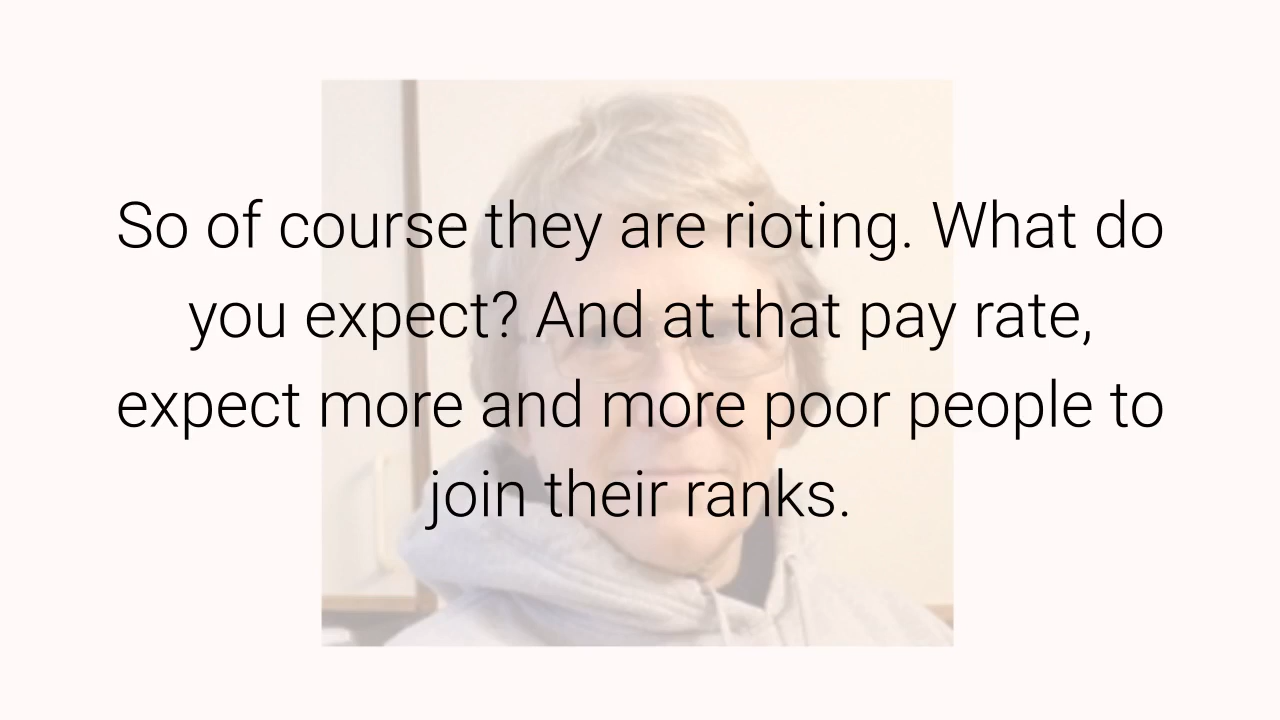 So of course they are rioting. What do
you expect? And at that pay rate,
expect more and more poor people to
join their ranks.